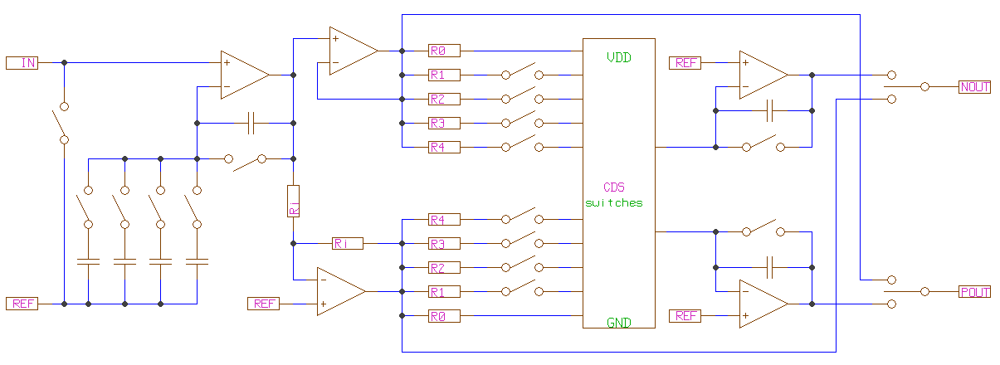 IN
REF
Ri
Ri
REF
R0
R1
R2
R3
R4
R4
R3
R2
R1
R0
VDD
CDS
switches
GND
REF
REF
NOUT
POUT